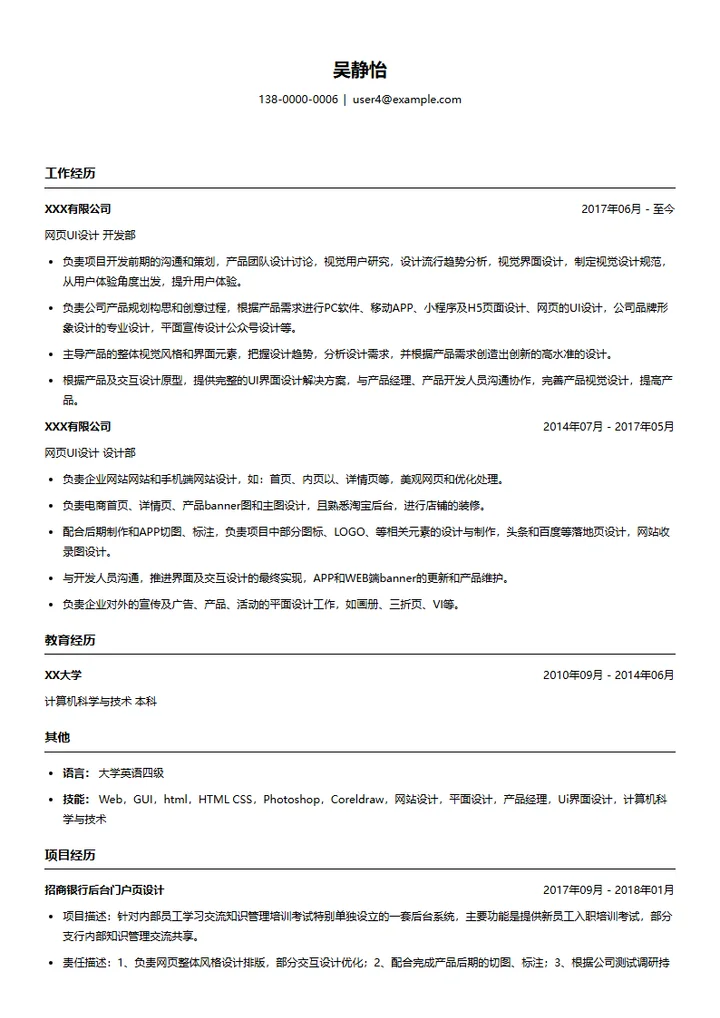 吴静怡
138-0000-0006 | user4@example.com
工作经历
XXX有限公司 2017年06月 - 至今
网页UI设计 开发部
• 负责项目开发前期的沟通和策划，产品团队设计讨论，视觉用户研究，设计流行趋势分析，视觉界面设计，制定视觉设计规范，
从用户体验角度出发，提升用户体验。
• 负责公司产品规划构思和创意过程，根据产品需求进行PC软件、移动APP、小程序及H5页面设计、网页的UI设计，公司品牌形
象设计的专业设计，平面宣传设计公众号设计等。
• 主导产品的整体视觉风格和界面元素，把握设计趋势，分析设计需求，并根据产品需求创造出创新的高水准的设计。
• 根据产品及交互设计原型，提供完整的UI界面设计解决方案，与产品经理、产品开发人员沟通协作，完善产品视觉设计，提高产
品。
XXX有限公司 2014年07月 - 2017年05月
网页UI设计 设计部
• 负责企业网站网站和手机端网站设计，如：首页、内页以、详情页等，美观网页和优化处理。
• 负责电商首页、详情页、产品banner图和主图设计，且熟悉淘宝后台，进行店铺的装修。
• 配合后期制作和APP切图、标注，负责项目中部分图标、LOGO、等相关元素的设计与制作，头条和百度等落地页设计，网站收
录图设计。
• 与开发人员沟通，推进界面及交互设计的最终实现，APP和WEB端banner的更新和产品维护。
• 负责企业对外的宣传及广告、产品、活动的平面设计工作，如画册、三折页、VI等。
教育经历
XX大学 2010年09月 - 2014年06月
计算机科学与技术 本科
其他
• 语言： 大学英语四级
• 技能： Web，GUI，html，HTML CSS，Photoshop，Coreldraw，网站设计，平面设计，产品经理，Ui界面设计，计算机科
学与技术
项目经历
招商银行后台门户页设计 2017年09月 - 2018年01月
• 项目描述：针对内部员工学习交流知识管理培训考试特别单独设立的一套后台系统，主要功能是提供新员工入职培训考试，部分
支行内部知识管理交流共享。
• 责任描述：1、负责网页整体风格设计排版，部分交互设计优化；2、配合完成产品后期的切图、标注；3、根据公司测试调研持